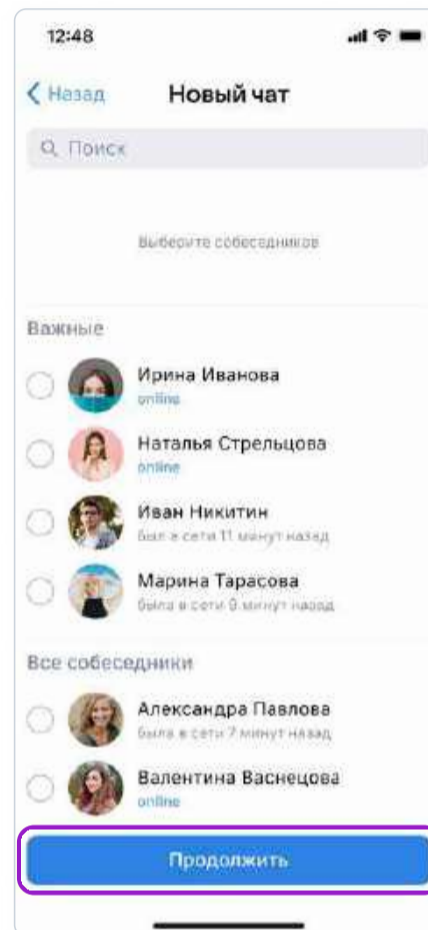 12:48
Назад
Новый чат
Поиск
Выберите собеседников
Важные
Ирина Иванова
online
Наталья Стрельцова
online
Иван Никитин
был в сети 11 минут назад
Марина Тарасова
была в сети 9 минут назад
Все собеседники
Александра Павлова
была в сети 7 минут назад
Валентина Васнецова
online
Продолжить